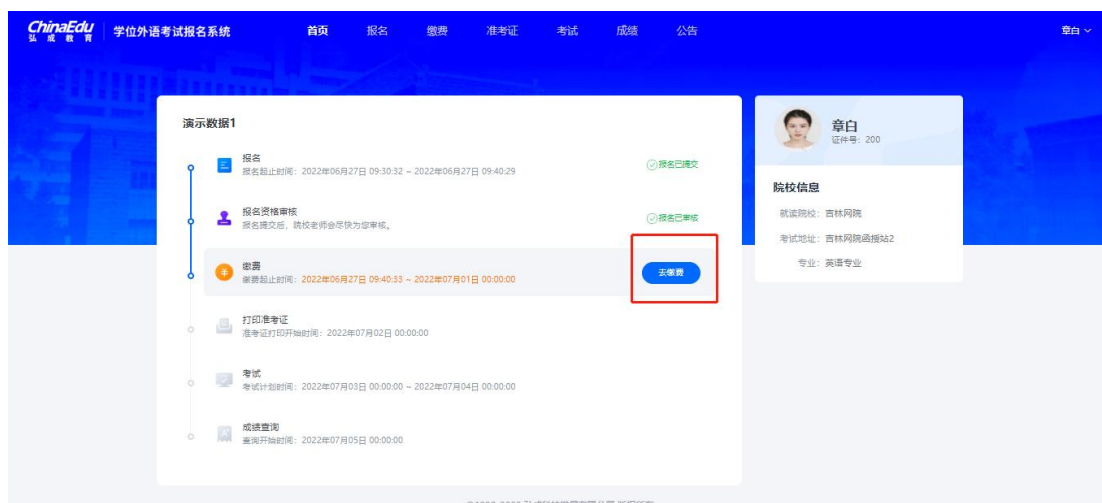 ChinaEdu
弘成教育
学位外语考试报名系统
首页 报名 缴费 准考证 考试 成绩 公告
章白
演示数据1
报名
报名起止时间：2022年06月27日 09:30:32 ~ 2022年06月27日 09:40:29
报名已提交
报名资格审核
报名提交后，院校老师会尽快为您审核。
报名已审核
缴费
缴费起止时间：2022年06月27日 09:40:33 ~ 2022年07月01日 00:00:00
去缴费
打印准考证
准考证打印开始时间：2022年07月02日 00:00:00
考试
考试计划时间：2022年07月03日 00:00:00 ~ 2022年07月04日 00:00:00
成绩查询
查询开始时间：2022年07月05日 00:00:00
章白
证件号：200
院校信息
就读院校：吉林网院
考试地址：吉林网院函授站2
专业：英语专业